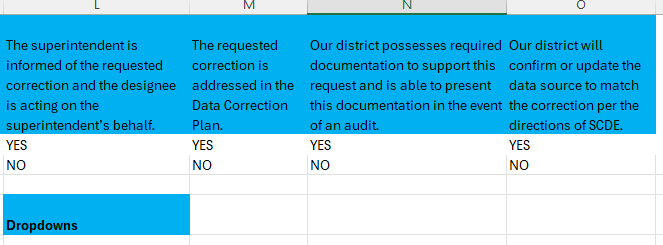 L M N O
The superintendent is
informed of the requested
correction and the designee
is acting on the
superintendent's behalf.
The requested
correction is
addressed in the
Data Correction
Plan.
Our district possesses required
documentation to support this
request and is able to present
this documentation in the event
of an audit.
Our district will
confirm or update the
data source to match
the correction per the
directions of SCDE.
YES YES YES YES
NO NO NO NO
Dropdowns